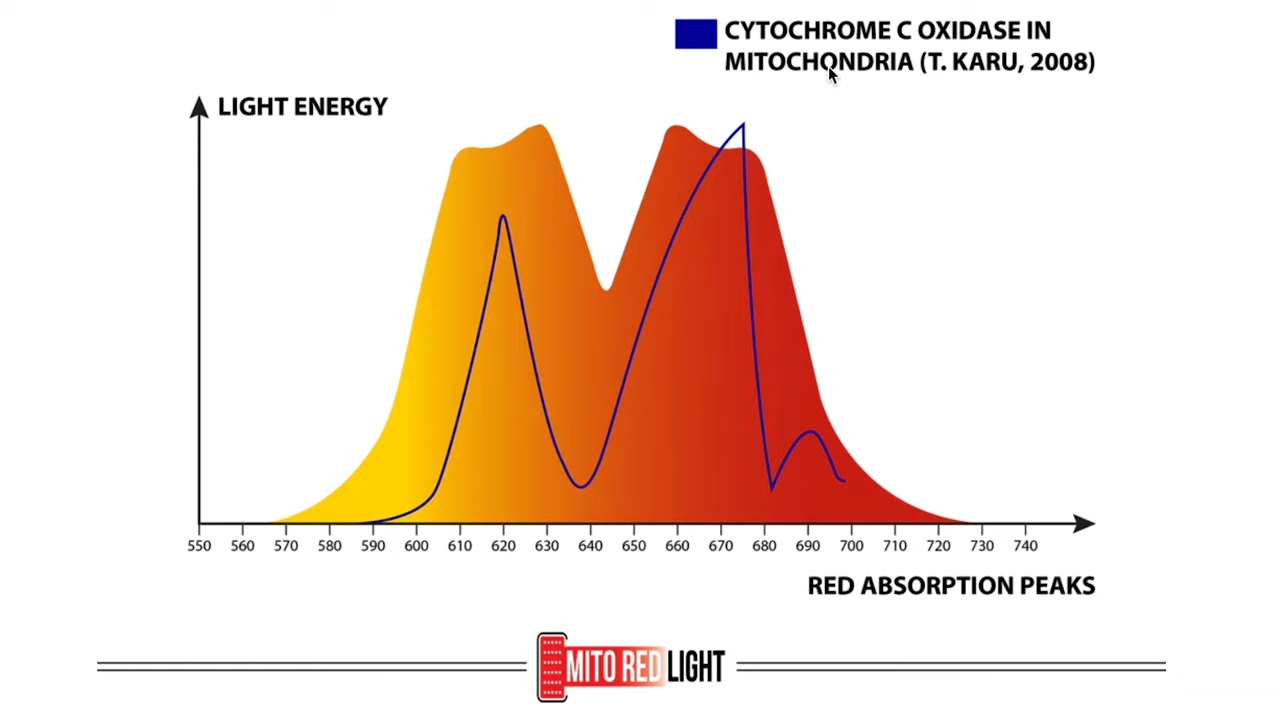 CYTOCHROME C OXIDASE IN
MITOCHONDRIA (T. KARU, 2008)
LIGHT ENERGY
550 560 570 580 590 600 610 620 630 640 650 660 670 680 690 700 710 720 730 740
RED ABSORPTION PEAKS
MITO RED LIGHT